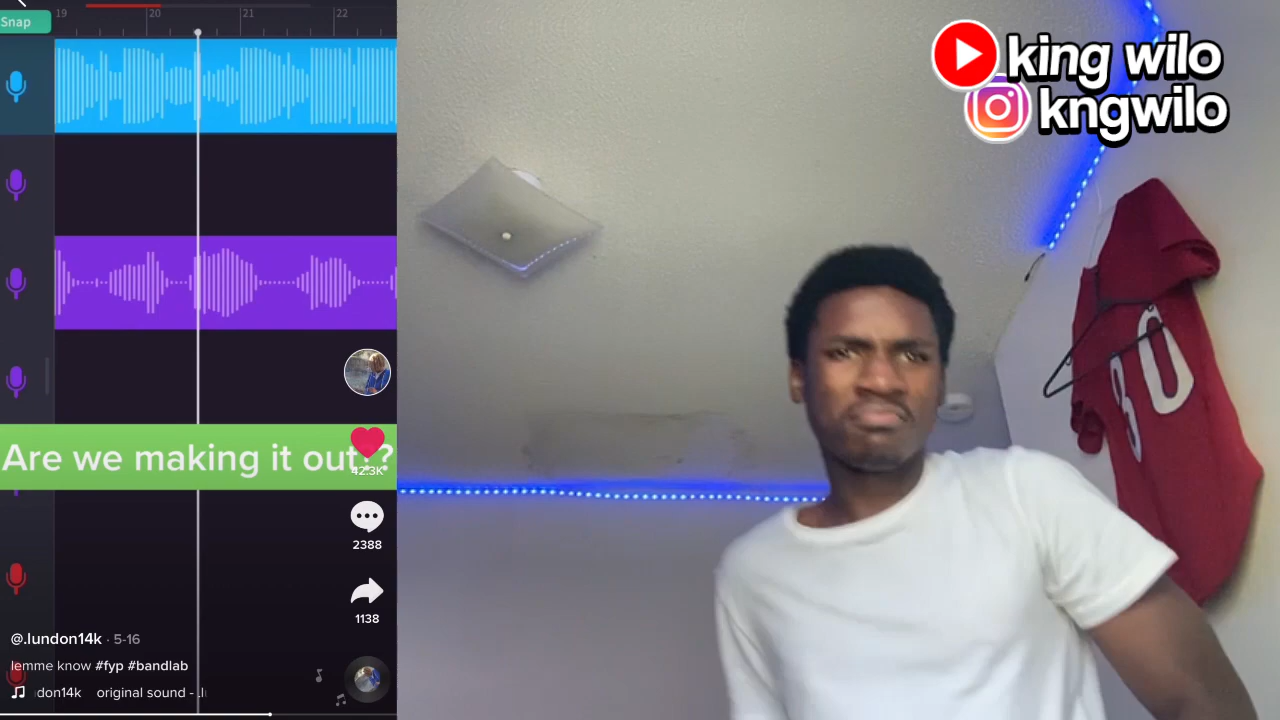 19
20
21
22
Snap
king wilo
kngwilo
30
Are we making it out??
42.3K
2388
1138
@.lundon14k · 5-16
lemme know #fyp #bandlab
don14k original sound - .l